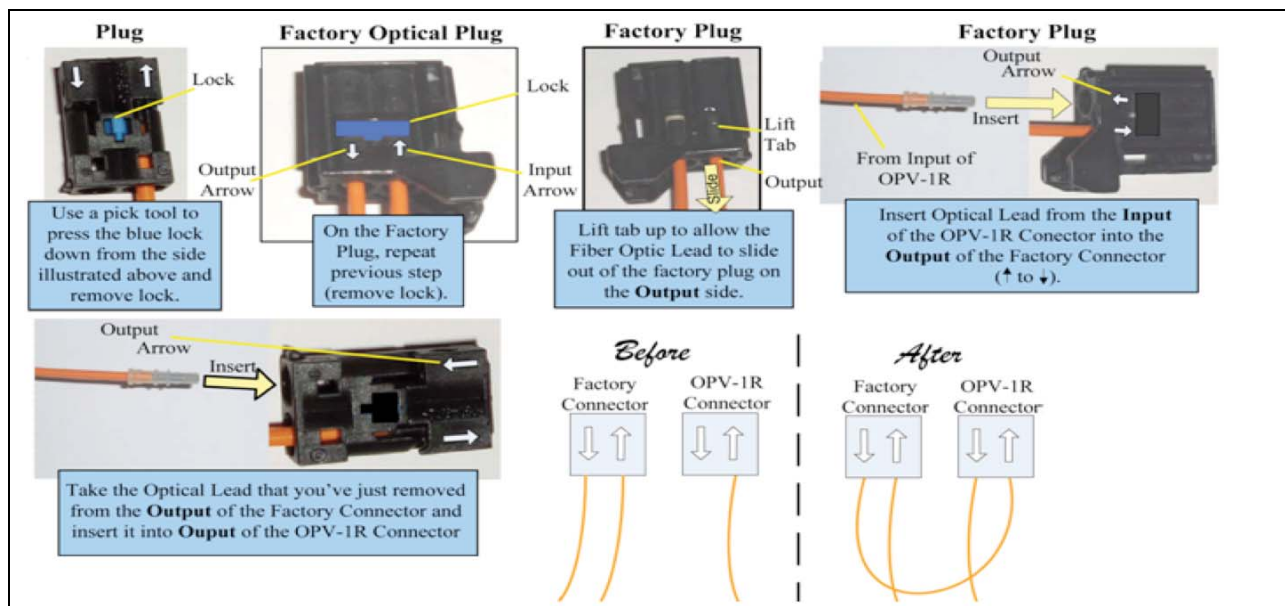 Plug
Lock
Use a pick tool to
press the blue lock
down from the side
illustrated above and
remove lock.
Factory Optical Plug
Lock
Output
Arrow
Input
Arrow
On the Factory
Plug, repeat
previous step
(remove lock).
Factory Plug
Lift
Tab
Output
Slide
Lift tab up to allow the
Fiber Optic Lead to slide
out of the factory plug on
the Output side.
Factory Plug
Output
Arrow
Insert
From Input of
OPV-1R
Insert Optical Lead from the Input
of the OPV-1R Conector into the
Output of the Factory Connector
(↑ to ↓).
Output
Arrow
Insert
Take the Optical Lead that you've just removed
from the Output of the Factory Connector and
insert it into Ouput of the OPV-1R Connector
Before
Factory
Connector
OPV-1R
Connector
After
Factory
Connector
OPV-1R
Connector